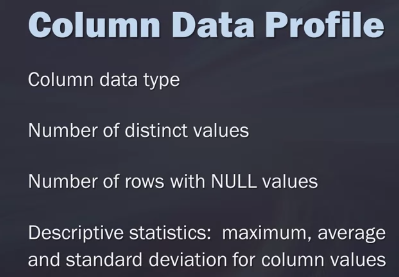 Column Data Profile
Column data type
Number of distinct values
Number of rows with NULL values
Descriptive statistics: maximum, average
and standard deviation for column values